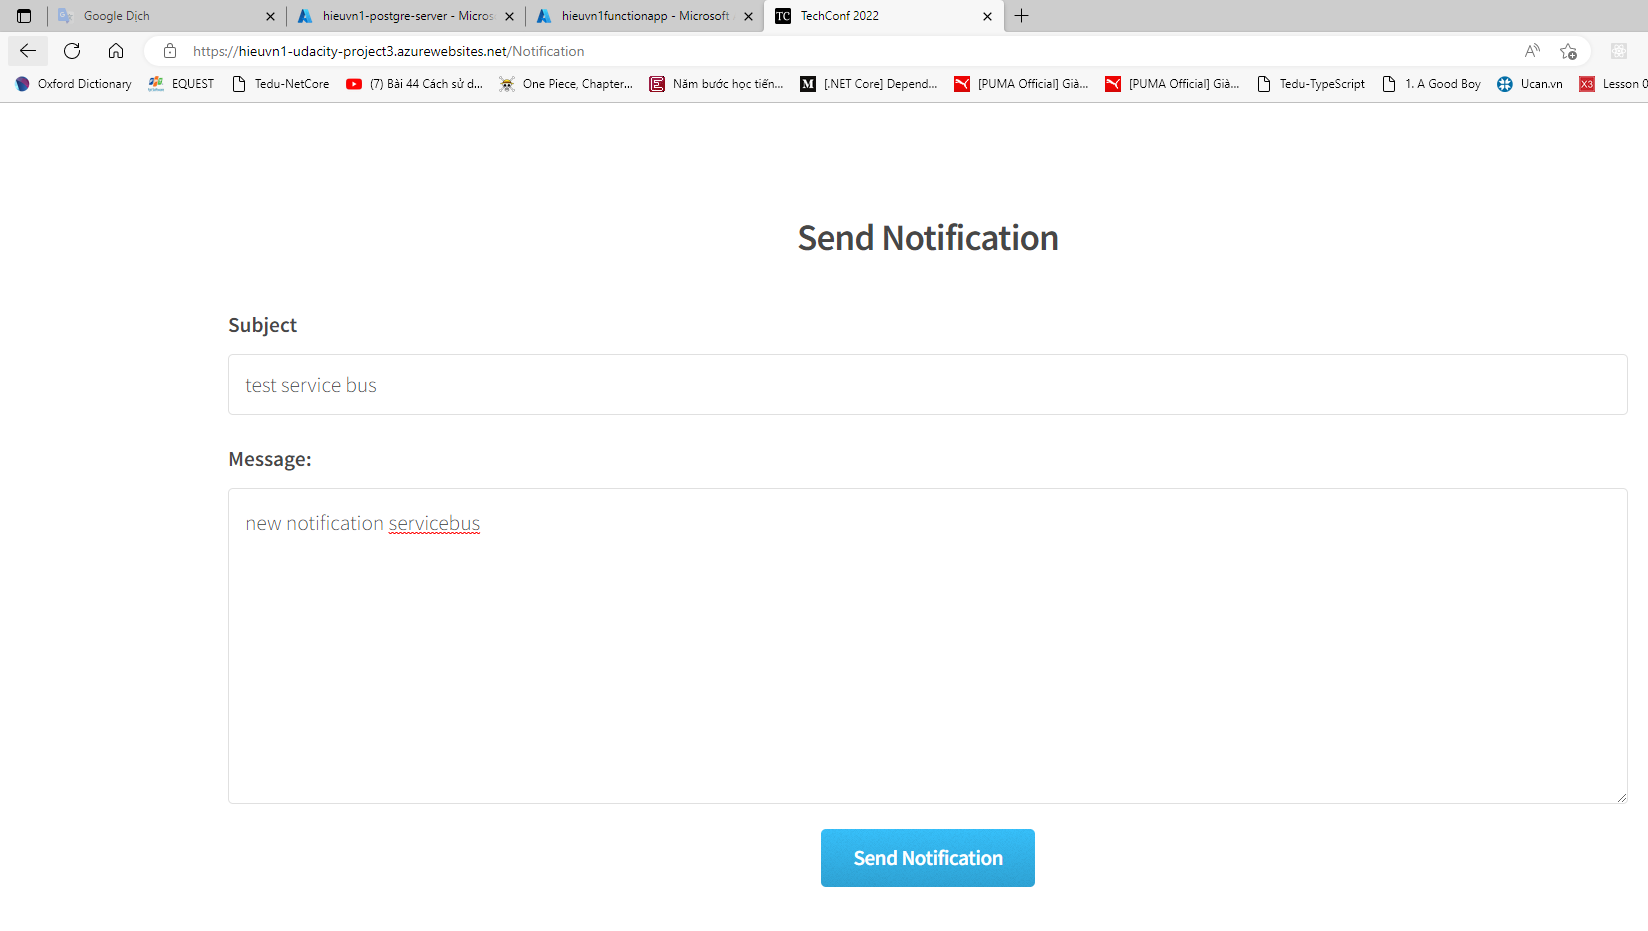 Google Dịch
hieuvn1-postgre-server - Micros
hieuvn1functionapp - Microsoft
TC TechConf 2022
https://hieuvn1-udacity-project3.azurewebsites.net/Notification
Oxford Dictionary
EQUEST
Tedu-NetCore
(7) Bài 44 Cách sử d...
One Piece, Chapter...
Năm bước học tiến...
M [.NET Core] Depend...
[PUMA Official] Già...
[PUMA Official] Già...
Tedu-TypeScript
1. A Good Boy
Ucan.vn
X3 Lesson 0
Send Notification
Subject
test service bus
Message:
new notification servicebus
Send Notification